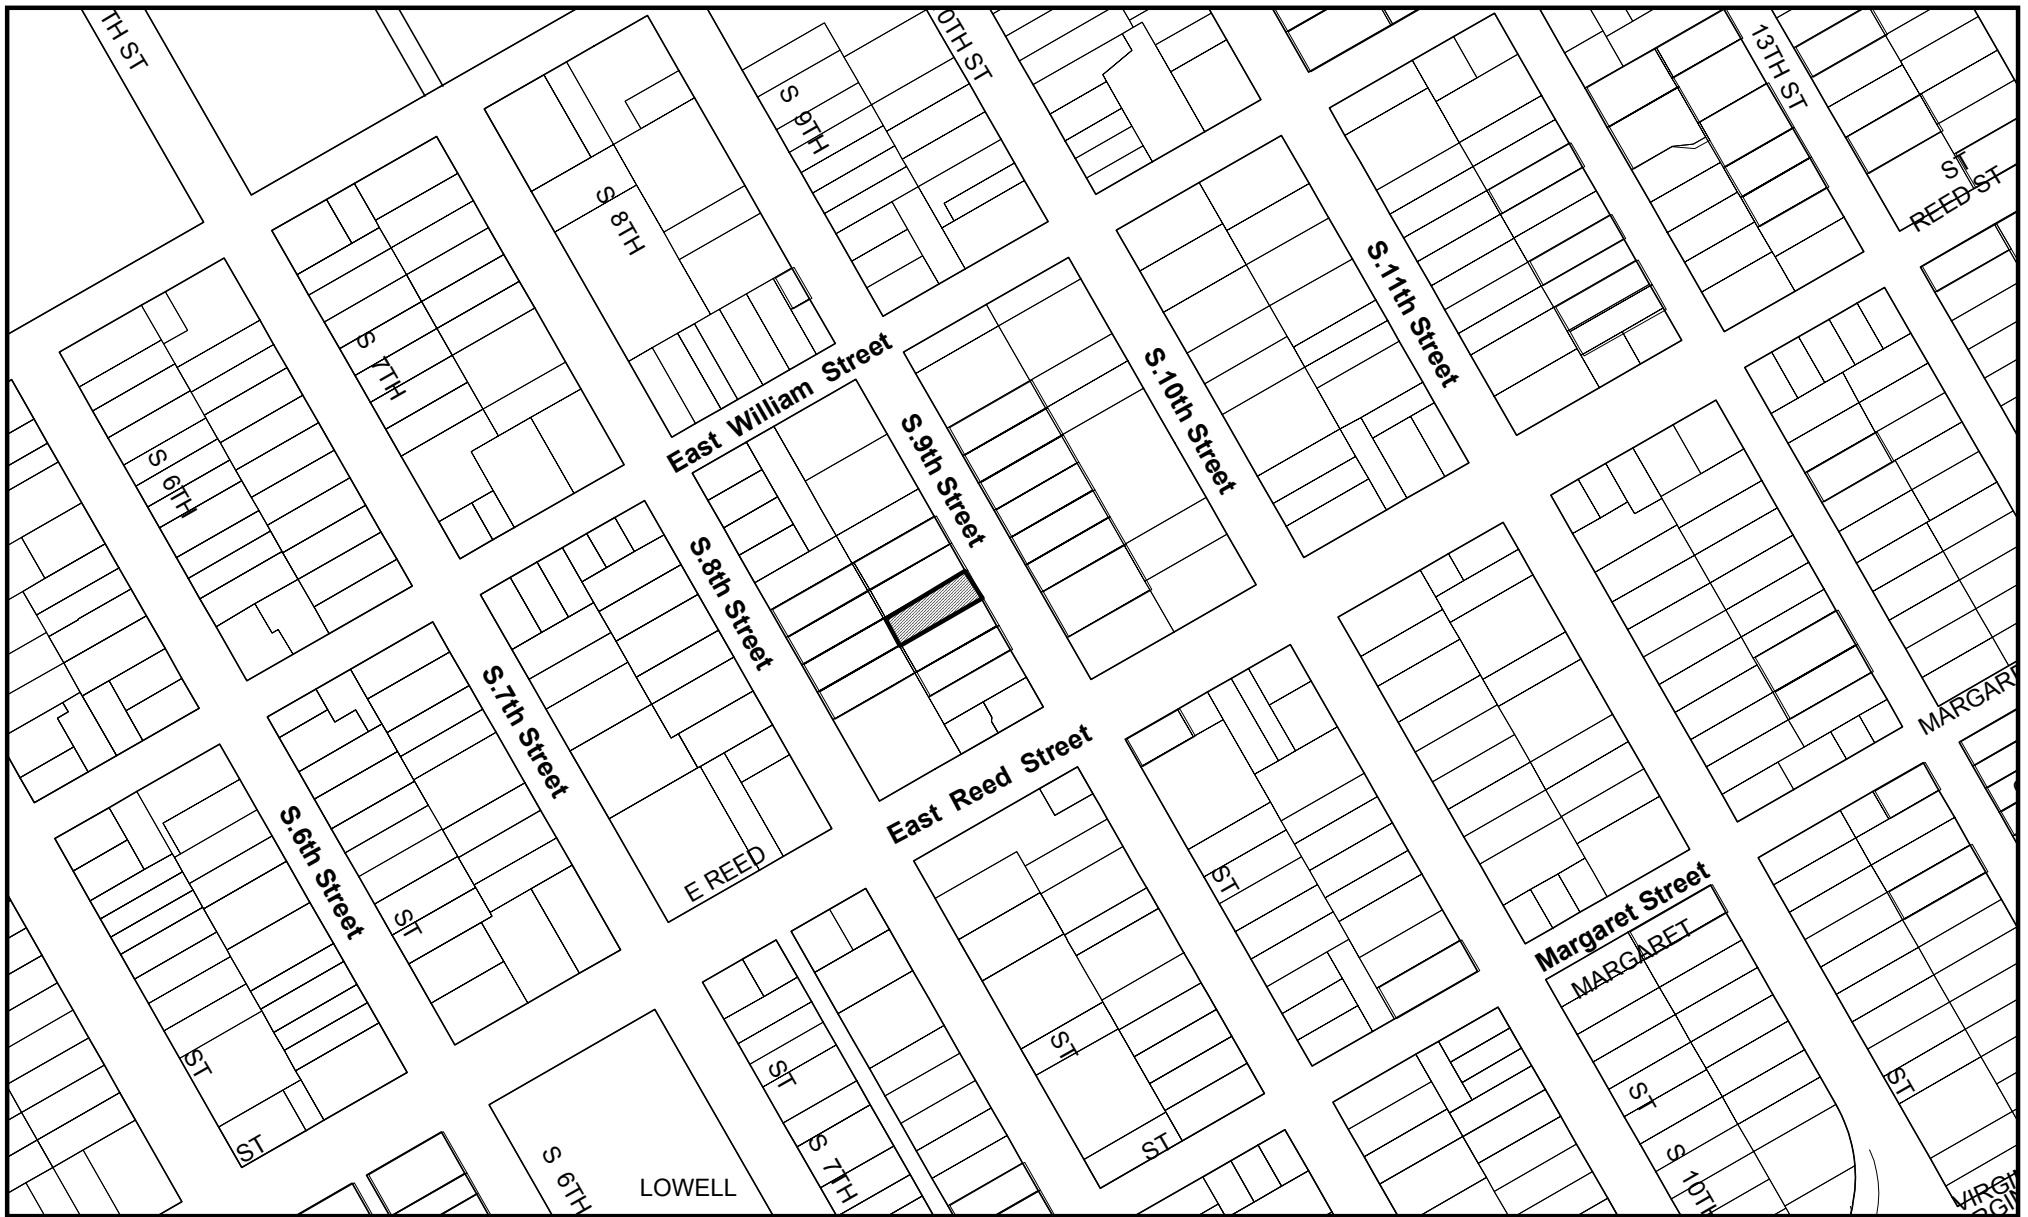 TH ST
0TH ST
13TH ST
S 9TH
ST
REED ST
S 8TH
S.11th Street
S 7TH
East William Street
S.10th Street
S.9th Street
S 6TH
S.8th Street
S.7th Street
MARGAR
East Reed Street
S.6th Street
E REED
ST
Margaret Street
MARGARET
ST
ST
ST
ST
ST
ST
ST
ST
S 7TH
S 6TH
S 10TH
LOWELL
VIRGI